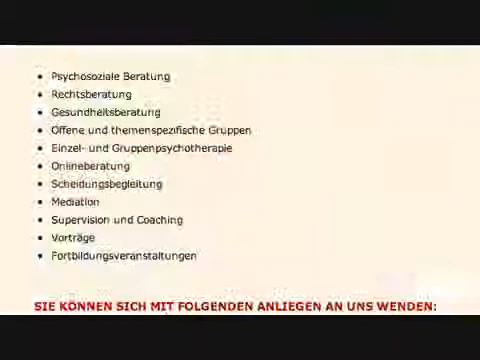 • Psychosoziale Beratung
• Rechtsberatung
• Gesundheitsberatung
• Offene und themenspezifische Gruppen
• Einzel- und Gruppenpsychotherapie
• Onlineberatung
• Scheidungsbegleitung
• Mediation
• Supervision und Coaching
• Vorträge
• Fortbildungsveranstaltungen
SIE KÖNNEN SICH MIT FOLGENDEN ANLIEGEN AN UNS WENDEN: